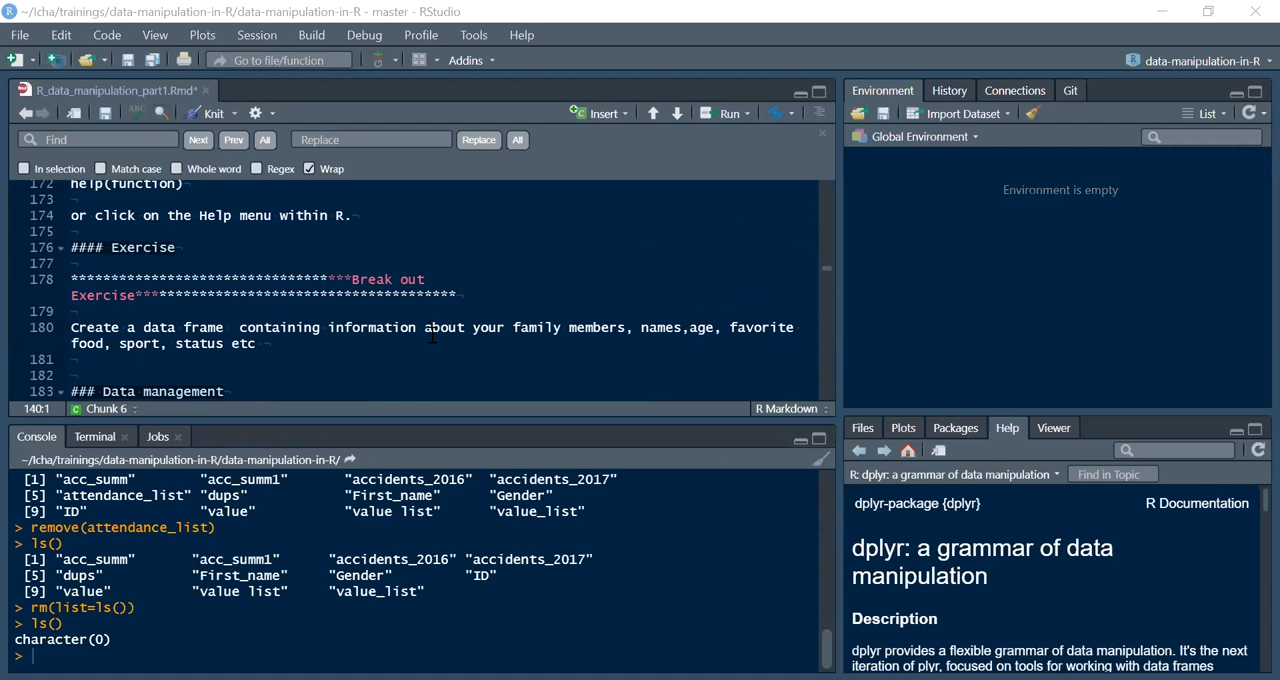 ~/Icha/trainings/data-manipulation-in-R/data-manipulation-in-R - master - RStudio
File Edit Code View Plots Session Build Debug Profile Tools Help
Go to file/function Addins data-manipulation-in-R
R_data_manipulation_part1.Rmd*
ABC Knit Insert Run
Find Next Prev All Replace Replace All
In selection Match case Whole word Regex Wrap
172 help(function)
173
174 or click on the Help menu within R.
175
176 #### Exercise
177
178 ***********************************Break out
Exercise****************************************
179
180 Create a data frame  containing information about your family members, names,age, favorite
food, sport, status etc
181
182
183 ### Data management
140:1 Chunk 6 R Markdown
Console Terminal Jobs
~/Icha/trainings/data-manipulation-in-R/data-manipulation-in-R/
[1] "acc_summ" "acc_summ1" "accidents_2016" "accidents_2017"
[5] "attendance_list" "dups" "First_name" "Gender"
[9] "ID" "value" "value list" "value_list"
> remove(attendance_list)
> ls()
[1] "acc_summ" "acc_summ1" "accidents_2016" "accidents_2017"
[5] "dups" "First_name" "Gender" "ID"
[9] "value" "value list" "value_list"
> rm(list=ls())
> ls()
character(0)
>
Environment History Connections Git
Import Dataset List
Global Environment
Environment is empty
Files Plots Packages Help Viewer
R: dplyr: a grammar of data manipulation Find in Topic
dplyr-package {dplyr} R Documentation
dplyr: a grammar of data
manipulation
Description
dplyr provides a flexible grammar of data manipulation. It's the next
iteration of plyr, focused on tools for working with data frames